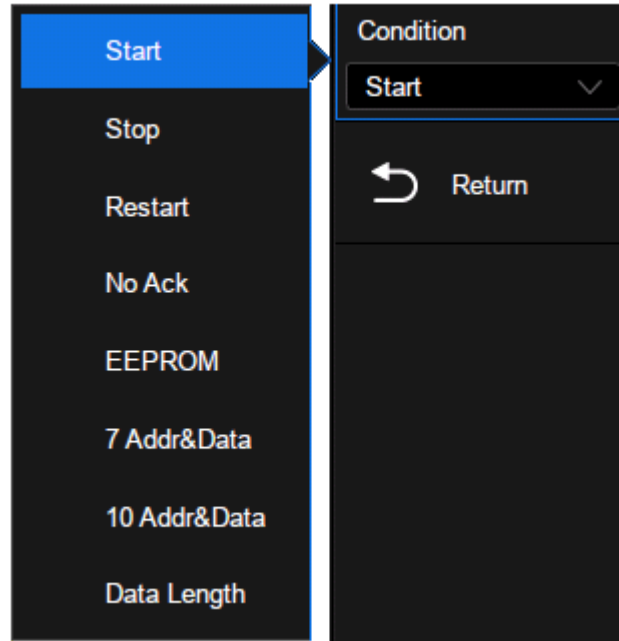 Start
Stop
Restart
No Ack
EEPROM
7 Addr&Data
10 Addr&Data
Data Length
Condition
Start
Return